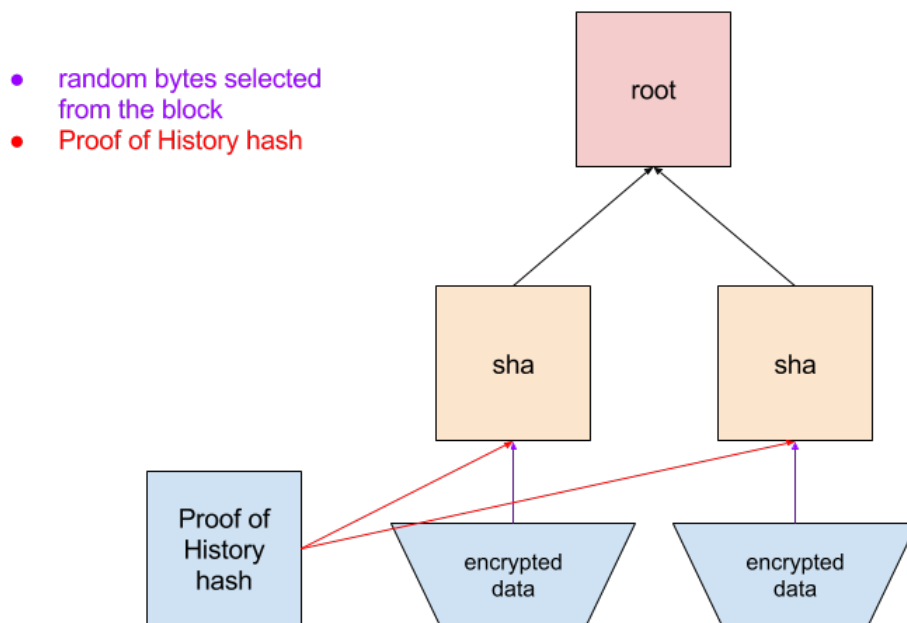 random bytes selected
from the block
Proof of History hash
root
sha
sha
Proof of
History
hash
encrypted
data
encrypted
data